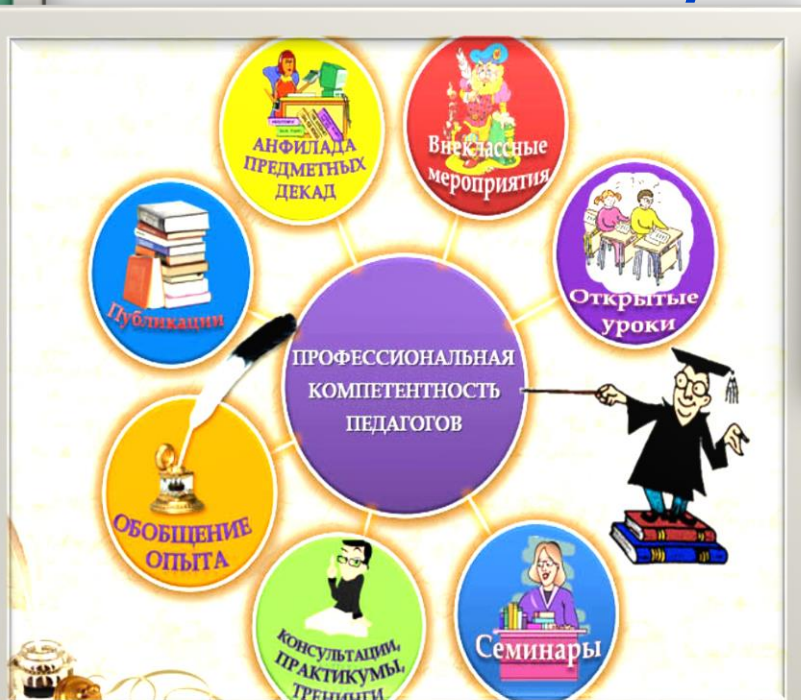 АНФИЛАДА
ПРЕДМЕТНЫХ
ДЕКАД
Внеклассные
мероприятия
Открытые
уроки
Публикации
ПРОФЕССИОНАЛЬНАЯ
КОМПЕТЕНТНОСТЬ
ПЕДАГОГОВ
ОБОБЩЕНИЕ
ОПЫТА
КОНСУЛЬТАЦИИ,
ПРАКТИКУМЫ,
ТРЕНИНГИ
Семинары